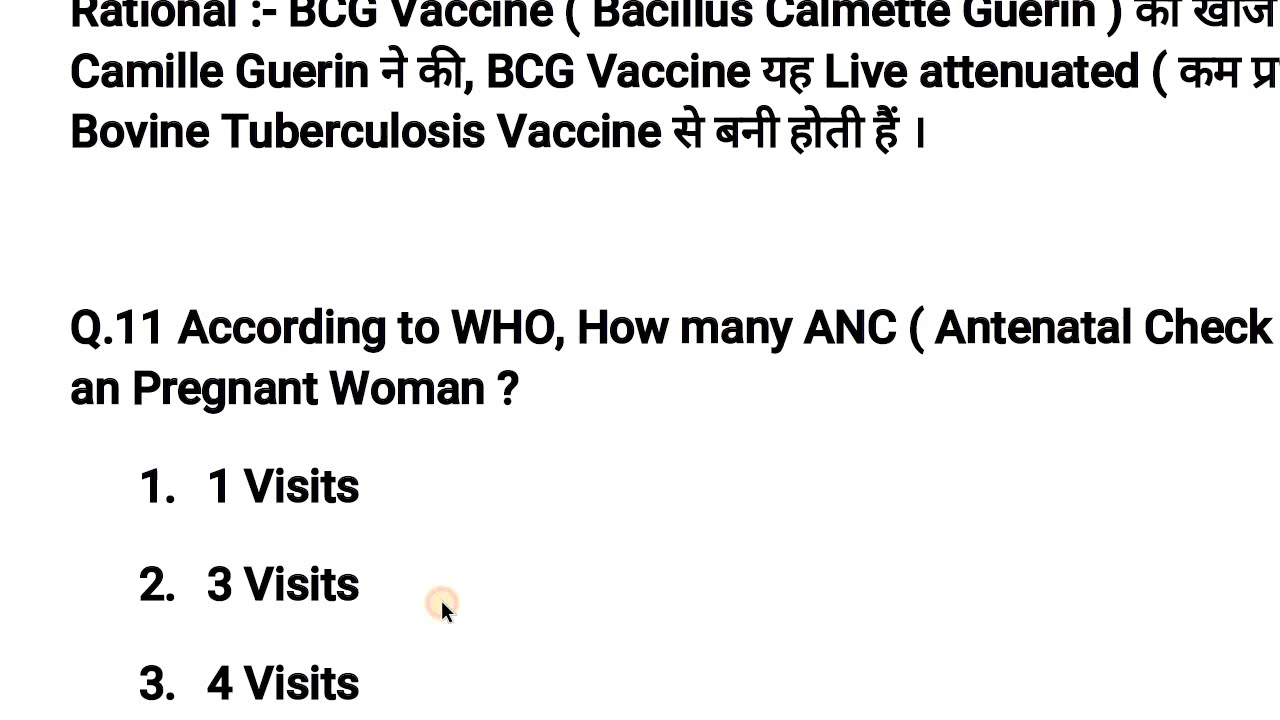 Rational :- BCG Vaccine ( Bacillus Calmette Guerin ) की खोज
Camille Guerin ने की, BCG Vaccine यह Live attenuated ( कम
Bovine Tuberculosis Vaccine से बनी होती हैं ।
Q.11 According to WHO, How many ANC ( Antenatal Check
an Pregnant Woman ?
1. 1 Visits
2. 3 Visits
3. 4 Visits